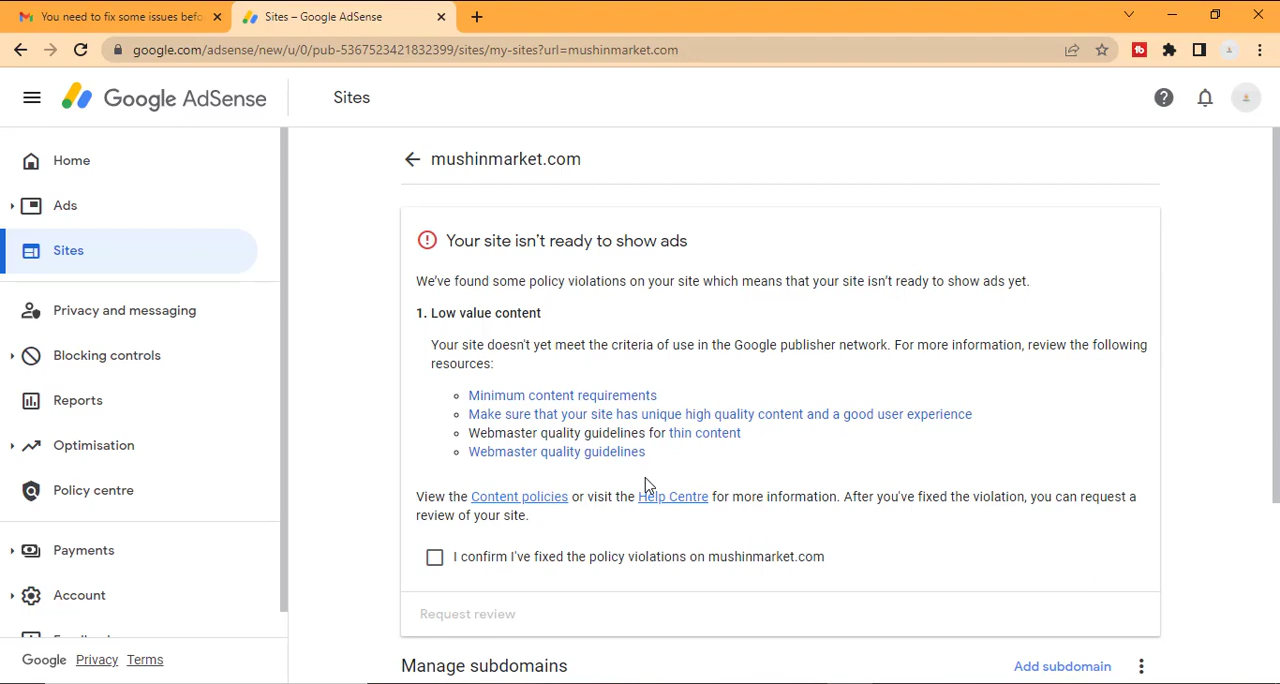 You need to fix some issues befo
Sites – Google AdSense
google.com/adsense/new/u/0/pub-5367523421832399/sites/my-sites?url=mushinmarket.com
Google AdSense
Sites
Home
Ads
Sites
Privacy and messaging
Blocking controls
Reports
Optimisation
Policy centre
Payments
Account
Google Privacy Terms
mushinmarket.com
Your site isn't ready to show ads
We've found some policy violations on your site which means that your site isn't ready to show ads yet.
1. Low value content
Your site doesn't yet meet the criteria of use in the Google publisher network. For more information, review the following
resources:
Minimum content requirements
Make sure that your site has unique high quality content and a good user experience
Webmaster quality guidelines for thin content
Webmaster quality guidelines
View the Content policies or visit the Help Centre for more information. After you've fixed the violation, you can request a
review of your site.
I confirm I've fixed the policy violations on mushinmarket.com
Request review
Manage subdomains
Add subdomain